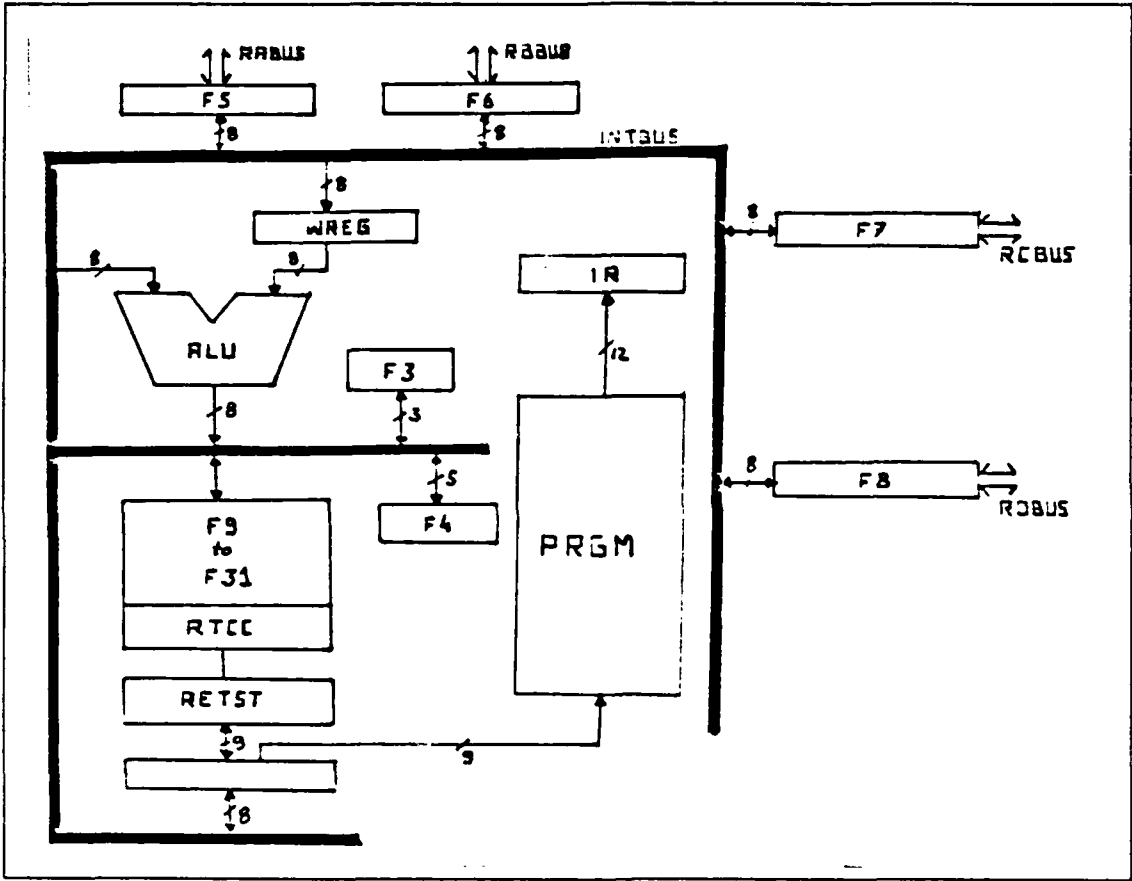 RABUS
RBBUS
F5
F6
8
8
INTBUS
8
8
WREG
F7
RCBUS
8
8
IR
ALU
12
F3
8
3
8
F8
RDBUS
5
F9
to
F31
F4
PRGM
RTCC
RETST
9
9
8